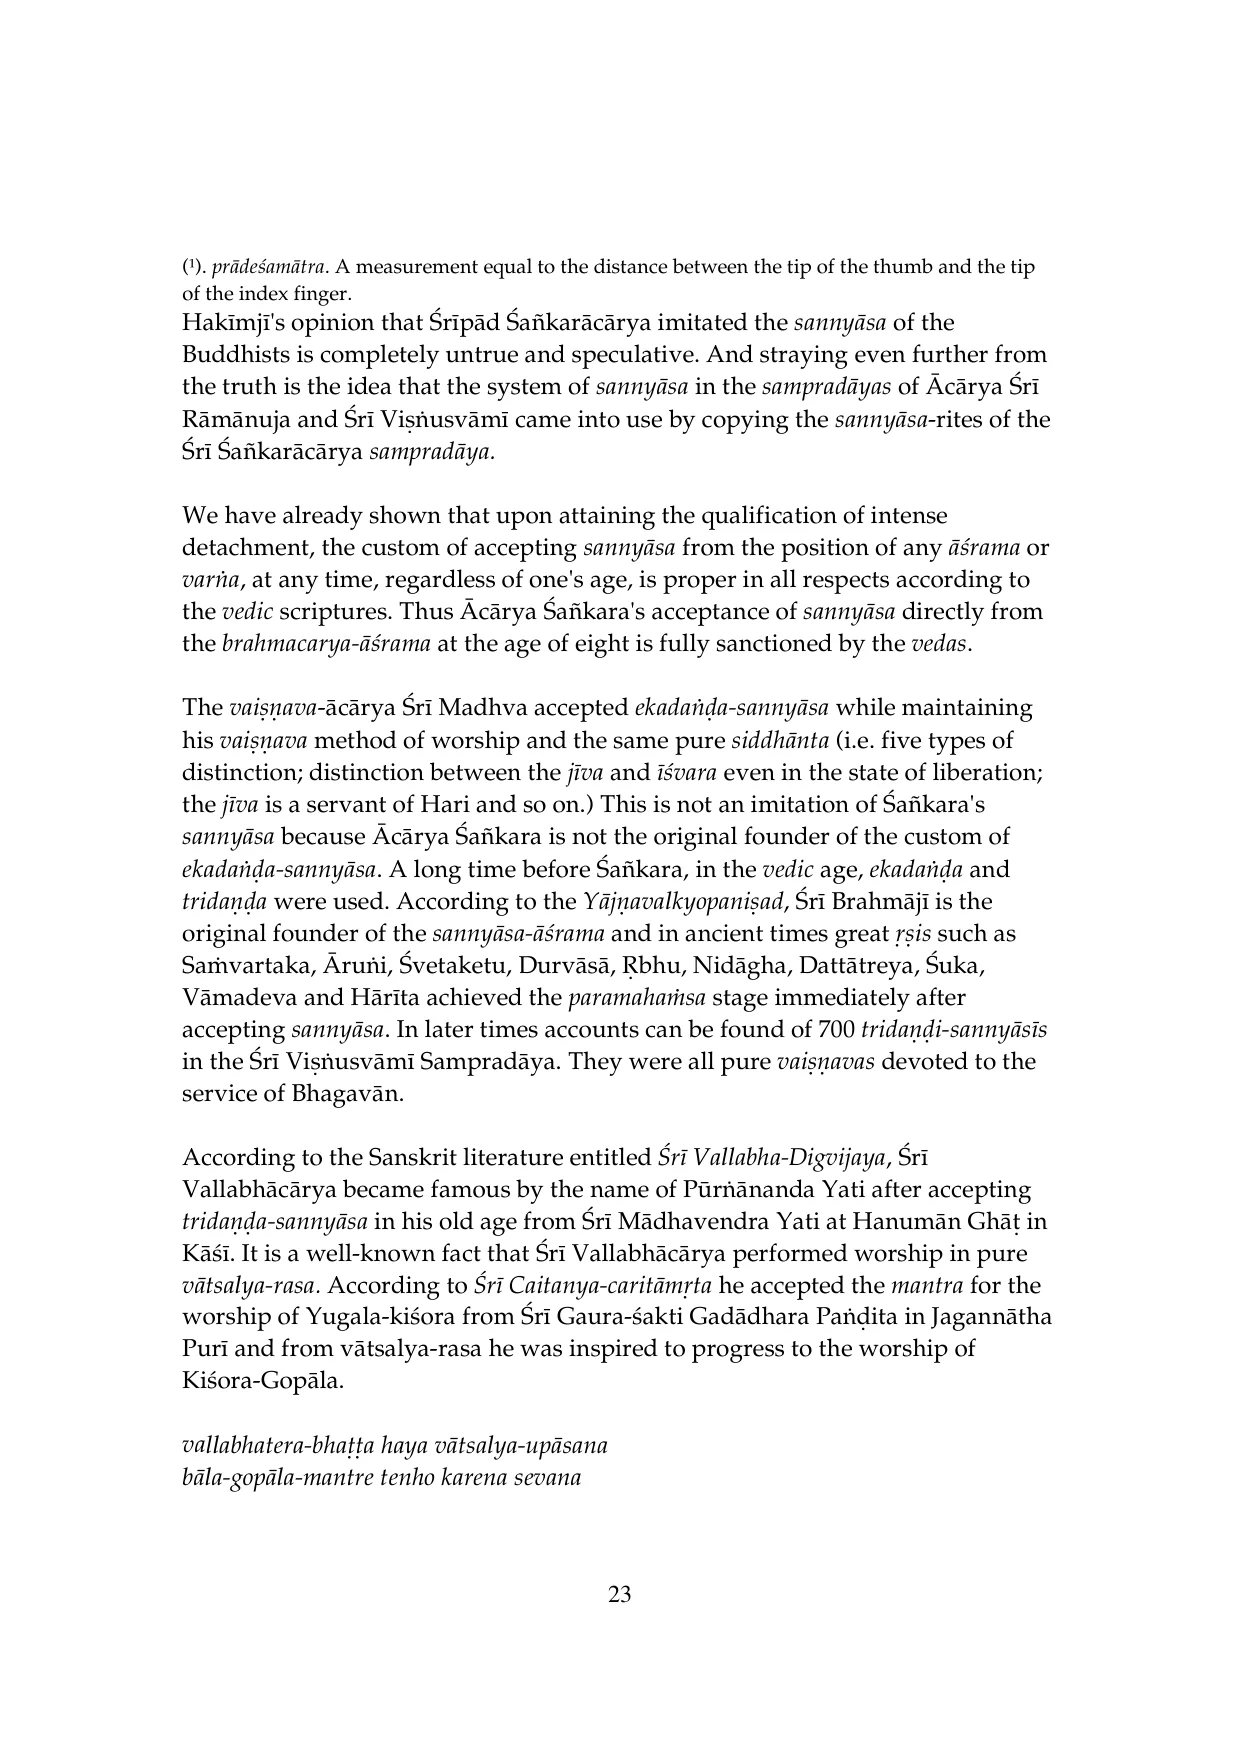 (¹). prādeśamātra. A measurement equal to the distance between the tip of the thumb and the tip
of the index finger.
Hakīmjī's opinion that Śrīpād Śañkarācārya imitated the sannyāsa of the
Buddhists is completely untrue and speculative. And straying even further from
the truth is the idea that the system of sannyāsa in the sampradāyas of Ācārya Śrī
Rāmānuja and Śrī Viṣṅusvāmī came into use by copying the sannyāsa-rites of the
Śrī Śañkarācārya sampradāya.
We have already shown that upon attaining the qualification of intense
detachment, the custom of accepting sannyāsa from the position of any āśrama or
varṅa, at any time, regardless of one's age, is proper in all respects according to
the vedic scriptures. Thus Ācārya Śañkara's acceptance of sannyāsa directly from
the brahmacarya-āśrama at the age of eight is fully sanctioned by the vedas.
The vaiṣṇava-ācārya Śrī Madhva accepted ekadaṅḍa-sannyāsa while maintaining
his vaiṣṇava method of worship and the same pure siddhānta (i.e. five types of
distinction; distinction between the jīva and īśvara even in the state of liberation;
the jīva is a servant of Hari and so on.) This is not an imitation of Śañkara's
sannyāsa because Ācārya Śañkara is not the original founder of the custom of
ekadaṅḍa-sannyāsa. A long time before Śañkara, in the vedic age, ekadaṅḍa and
tridaṇḍa were used. According to the Yājṇavalkyopaniṣad, Śrī Brahmājī is the
original founder of the sannyāsa-āśrama and in ancient times great ṛṣis such as
Saṁvartaka, Āruṅi, Śvetaketu, Durvāsā, Ṛbhu, Nidāgha, Dattātreya, Śuka,
Vāmadeva and Hārīta achieved the paramahaṁsa stage immediately after
accepting sannyāsa. In later times accounts can be found of 700 tridaṇḍi-sannyāsīs
in the Śrī Viṣṅusvāmī Sampradāya. They were all pure vaiṣṇavas devoted to the
service of Bhagavān.
According to the Sanskrit literature entitled Śrī Vallabha-Digvijaya, Śrī
Vallabhācārya became famous by the name of Pūrṅānanda Yati after accepting
tridaṇḍa-sannyāsa in his old age from Śrī Mādhavendra Yati at Hanumān Ghāṭ in
Kāśī. It is a well-known fact that Śrī Vallabhācārya performed worship in pure
vātsalya-rasa. According to Śrī Caitanya-caritāmṛta he accepted the mantra for the
worship of Yugala-kiśora from Śrī Gaura-śakti Gadādhara Paṅḍita in Jagannātha
Purī and from vātsalya-rasa he was inspired to progress to the worship of
Kiśora-Gopāla.
vallabhatera-bhaṭṭa haya vātsalya-upāsana
bāla-gopāla-mantre tenho karena sevana
23